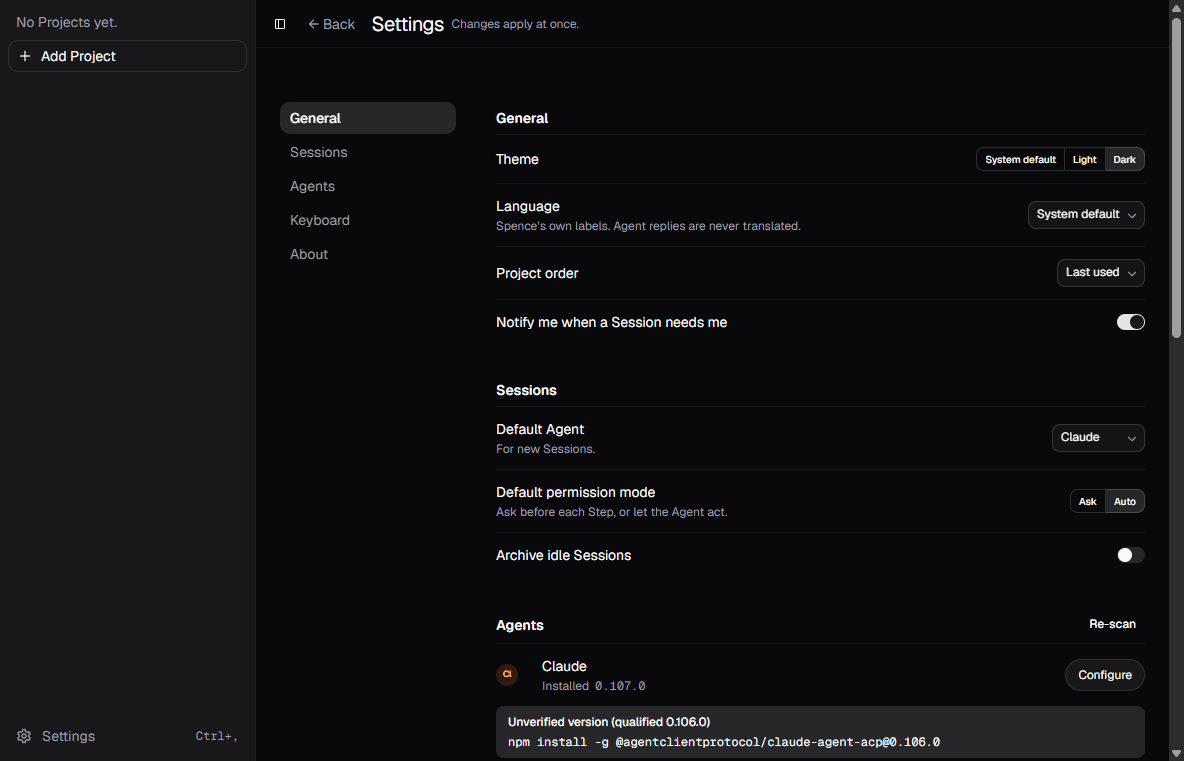 No Projects yet.
Add Project
Settings Ctrl+,
Back Settings Changes apply at once.
General
Sessions
Agents
Keyboard
About
General
Theme System default Light Dark
Language
Spence's own labels. Agent replies are never translated.
System default
Project order Last used
Notify me when a Session needs me
Sessions
Default Agent
For new Sessions.
Claude
Default permission mode
Ask before each Step, or let the Agent act.
Ask Auto
Archive idle Sessions
Agents Re-scan
Cl
Claude
Installed 0.107.0
Configure
Unverified version (qualified 0.106.0)
npm install -g @agentclientprotocol/claude-agent-acp@0.106.0